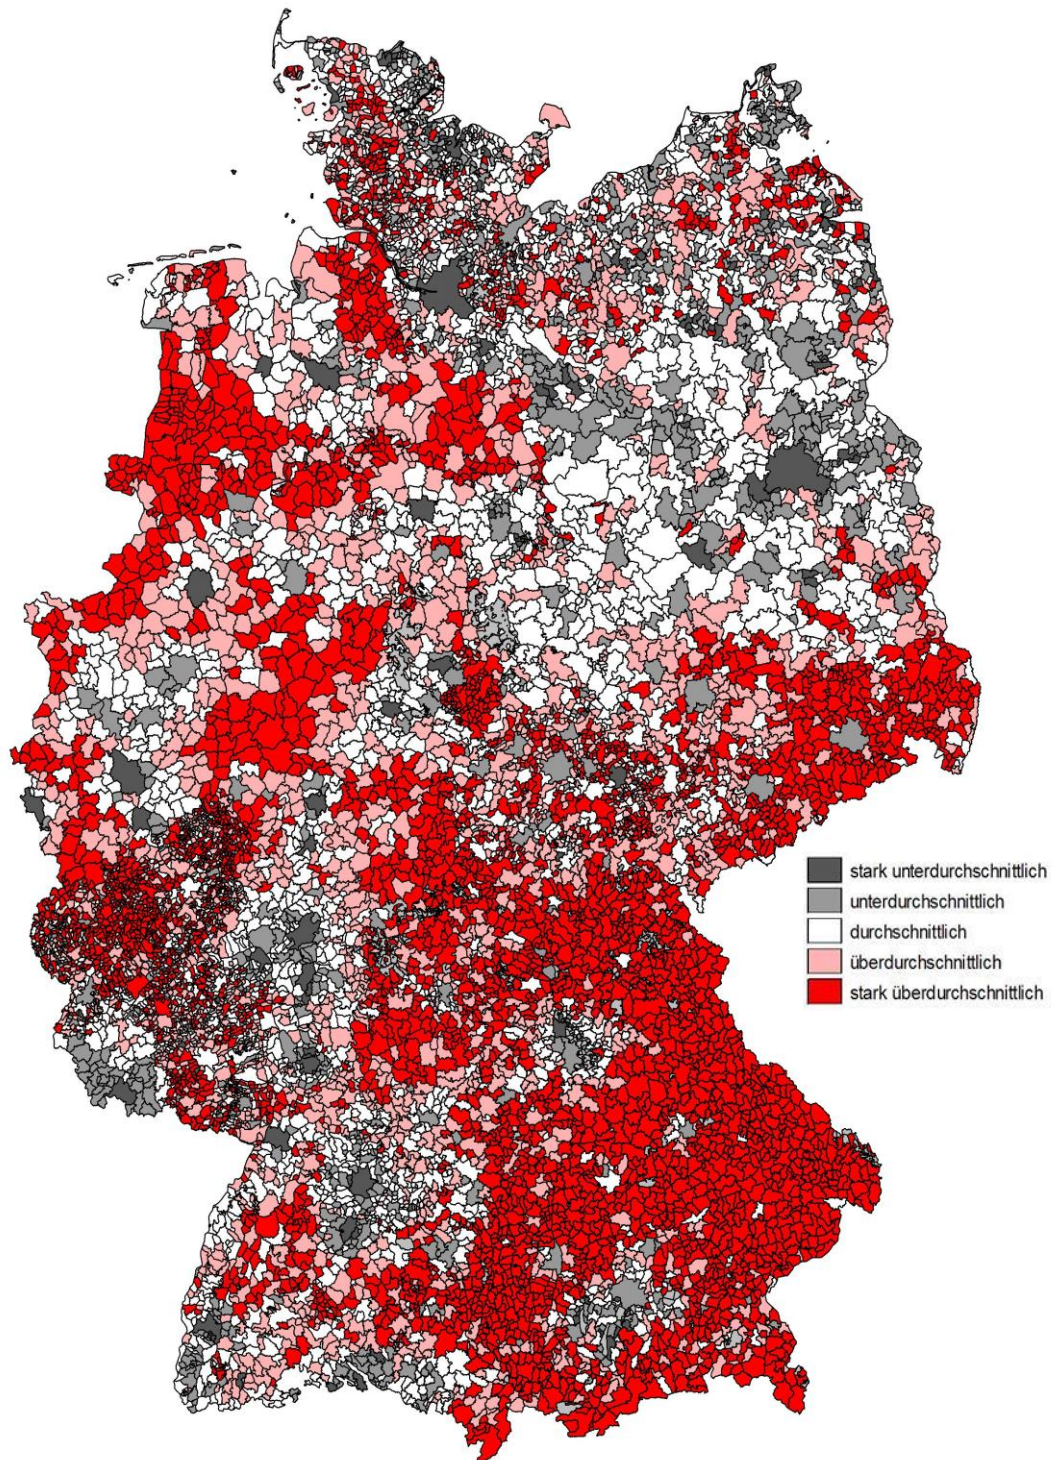 stark unterdurchschnittlich
unterdurchschnittlich
durchschnittlich
überdurchschnittlich
stark überdurchschnittlich